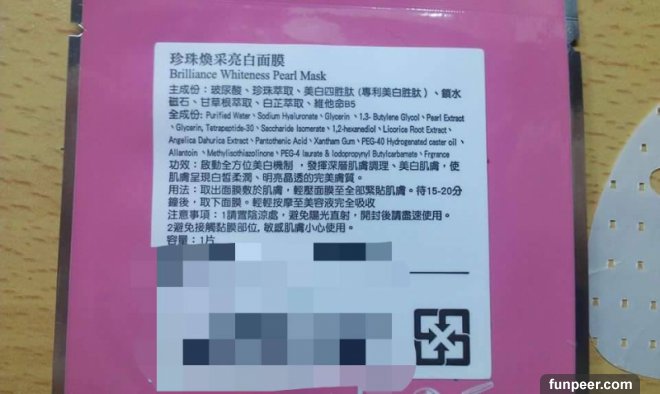 珍珠煥采亮白面膜
Brilliance Whiteness Pearl Mask
主成份：玻尿酸、珍珠萃取、美白四胜肽（專利美白胜肽）、鎖水
磁石、甘草根萃取、白芷萃取、維他命B5
全成份：Purified Water、Sodium Hyaluronate、Glycerin、1,3- Butylene Glycol、Pearl Extract
、Glycerin, Tetrapeptide-30、Saccharide Isomerate、1,2-hexanediol、Licorice Root Extract、
Angelica Dahurica Extract、Pantothenic Acid、Xantham Gum、PEG-40 Hydrogenated caster oil、
Allantoin、Methylisothiazolinone、PEG-4 laurate & Iodopropynyl Butylcarbamate、Frgrance
功效：啟動全方位美白機制，發揮深層肌膚調理、美白肌膚，使
肌膚呈現白皙柔潤、明亮晶透的完美膚質。
用法：取出面膜敷於肌膚，輕壓面膜至全部緊貼肌膚。待15-20分
鐘後，取下面膜。輕輕按摩至美容液完全吸收
注意事項：1請置陰涼處，避免陽光直射，開封後請盡速使用。
2避免接觸黏膜部位, 敏感肌膚小心使用。
容量：1片
funpeer.com